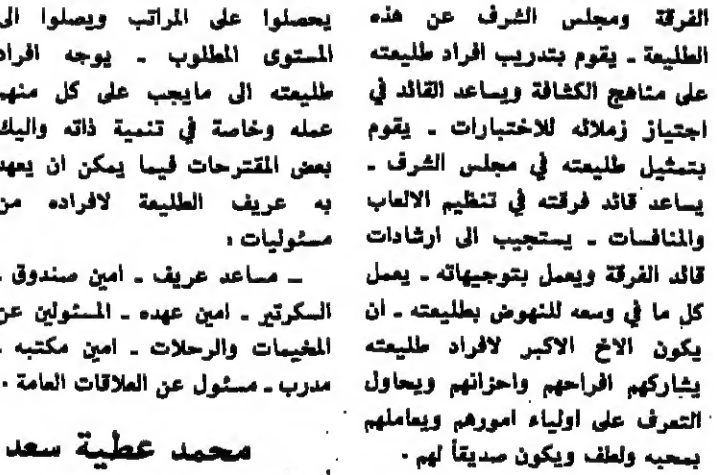 الفرقة ومجلس الشرف عن هذه
الطليعة ـ يقوم بتدريب افراد طليعته
على مناهج الكشافة ويساعد القائد في
اجتياز زملائه للاختبارات ـ يقوم
بتمثيل طليعته في مجلس الشرف ـ
يساعد قائد فرقته في تنظيم الالعاب
والمنافسات ـ يستجيب الى ارشادات
قائد الفرقة ويعمل بتوجيهاته ـ يعمل
كل ما في وسعه للنهوض بطليعته ـ ان
يكون الاخ الاكبر لافراد طليعته
يشاركهم افراحهم واحزانهم ويحاول
التعرف على اولياء امورهم ويعاملهم
بمحبه ولطف ويكون صديقاً لهم ٠
يحصلوا على المراتب ويصلوا الى
المستوى المطلوب ـ يوجه افراد
طليعته الى مايجب على كل منهم
عمله وخاصة في تنمية ذاته واليك
بعض المقترحات فيما يمكن ان يعهد
به عريف الطليعة لافراده من
مسئوليات :
ـ مساعد عريف ـ امين صندوق ـ
السكرتير ـ امين عهده ـ المسئولين عن
المخيمات والرحلات ـ امين مكتبه ـ
مدرب ـ مسئول عن العلاقات العامة ٠
محمد عطية سعد